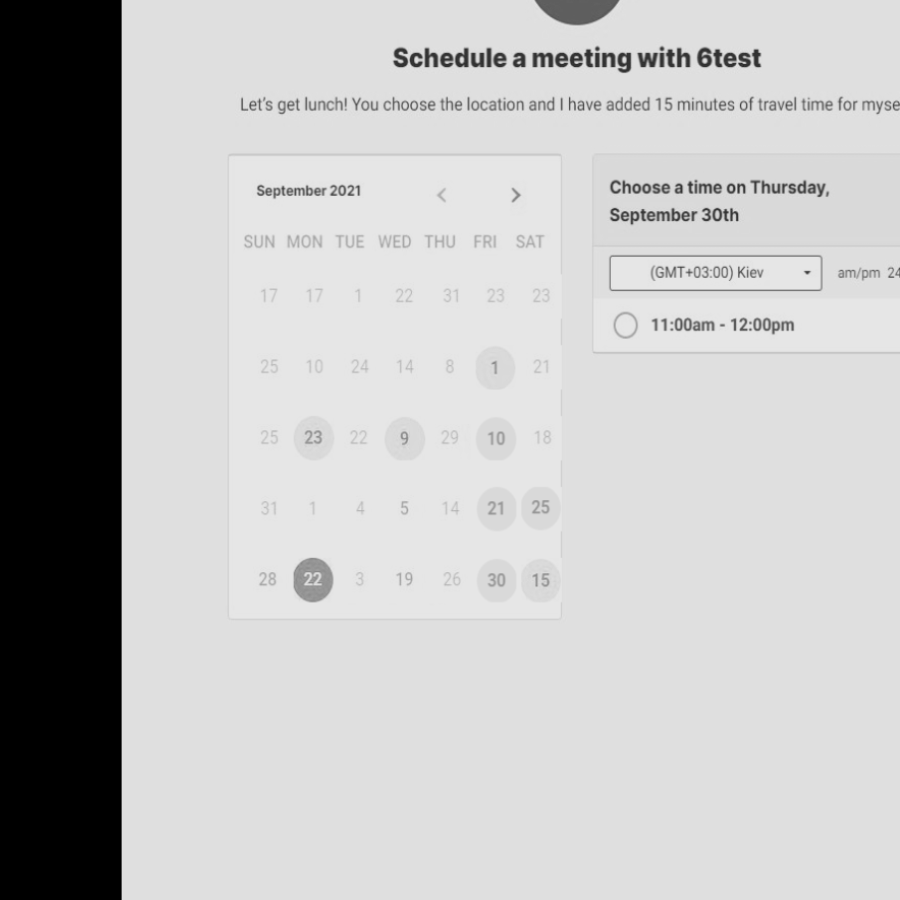 Schedule a meeting with 6test
Let's get lunch! You choose the location and I have added 15 minutes of travel time for myse
September 2021
SUN MON TUE WED THU FRI SAT
17 17 1 22 31 23 23
25 10 24 14 8 1 21
25 23 22 9 29 10 18
31 1 4 5 14 21 25
28 22 3 19 26 30 15
Choose a time on Thursday,
September 30th
(GMT+03:00) Kiev am/pm 24
11:00am - 12:00pm